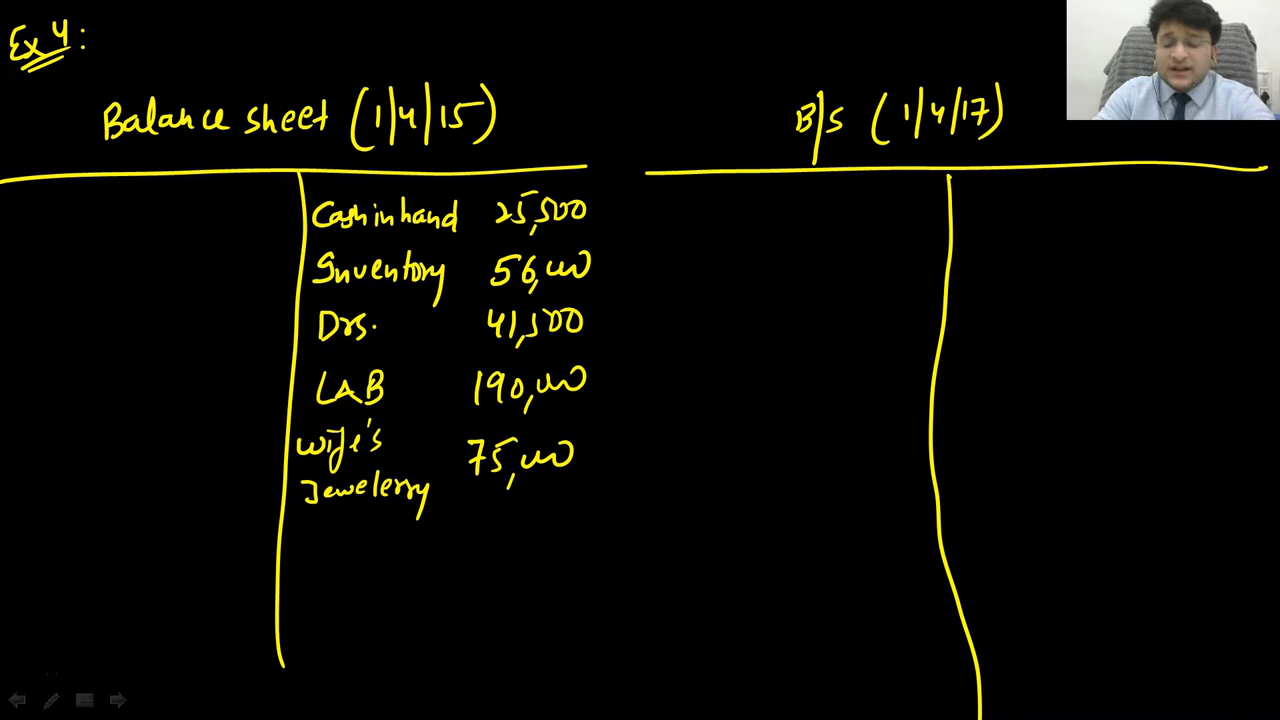 Ex 4:
Balance sheet (1|4|15)
Cash in hand 25,500
Inventory 56,000
Drs. 41,500
LAB 190,000
Wife's 75,000
Jewelerry
B/S (1|4|17)